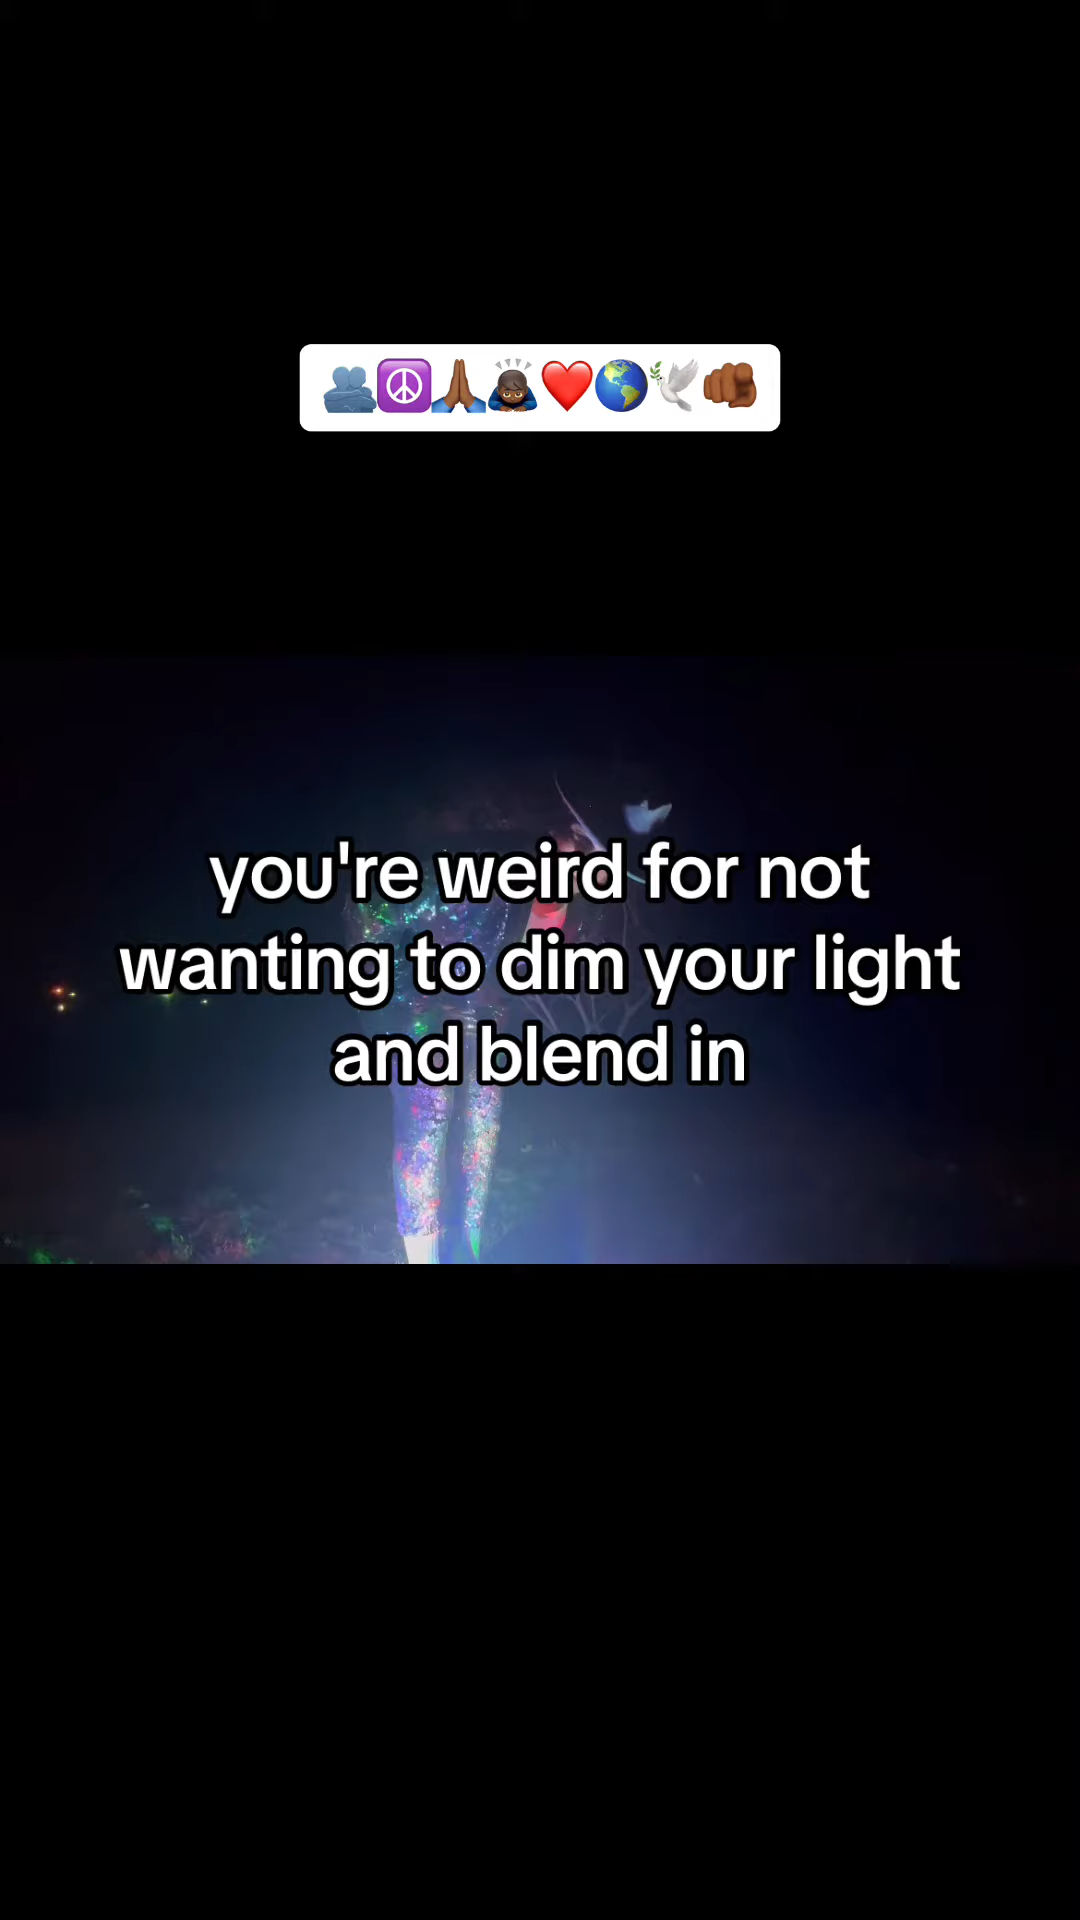 🫂☮️🙏🏾🙇🏾❤️🌎🕊️🫵🏾
you're weird for not
wanting to dim your light
and blend in